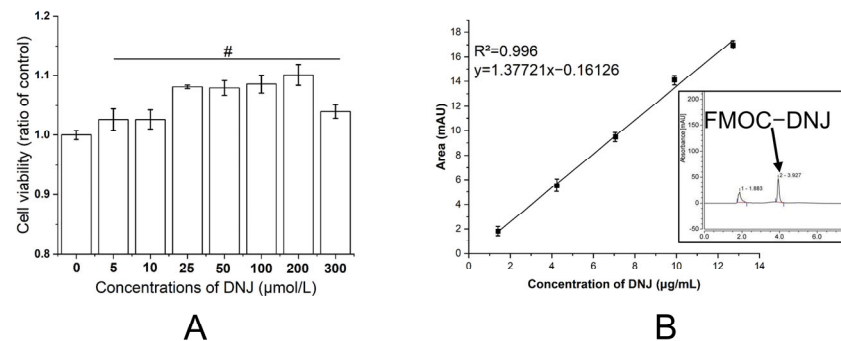 #
Cell viability (ratio of control)
1.2
1.1
1.0
0.9
0.8
0 5 10 25 50 100 200 300
Concentrations of DNJ (μmol/L)
A
R²=0.996
y=1.37721x−0.16126
Area (mAU)
18
16
14
12
10
8
6
4
2
0
0 2 4 6 8 10 12 14
Concentration of DNJ (μg/mL)
FMOC−DNJ
Absorbance [mAU]
200
150
100
50
0
-50
1 - 1.883
2 - 3.927
0.0 2.0 4.0 6.0
B